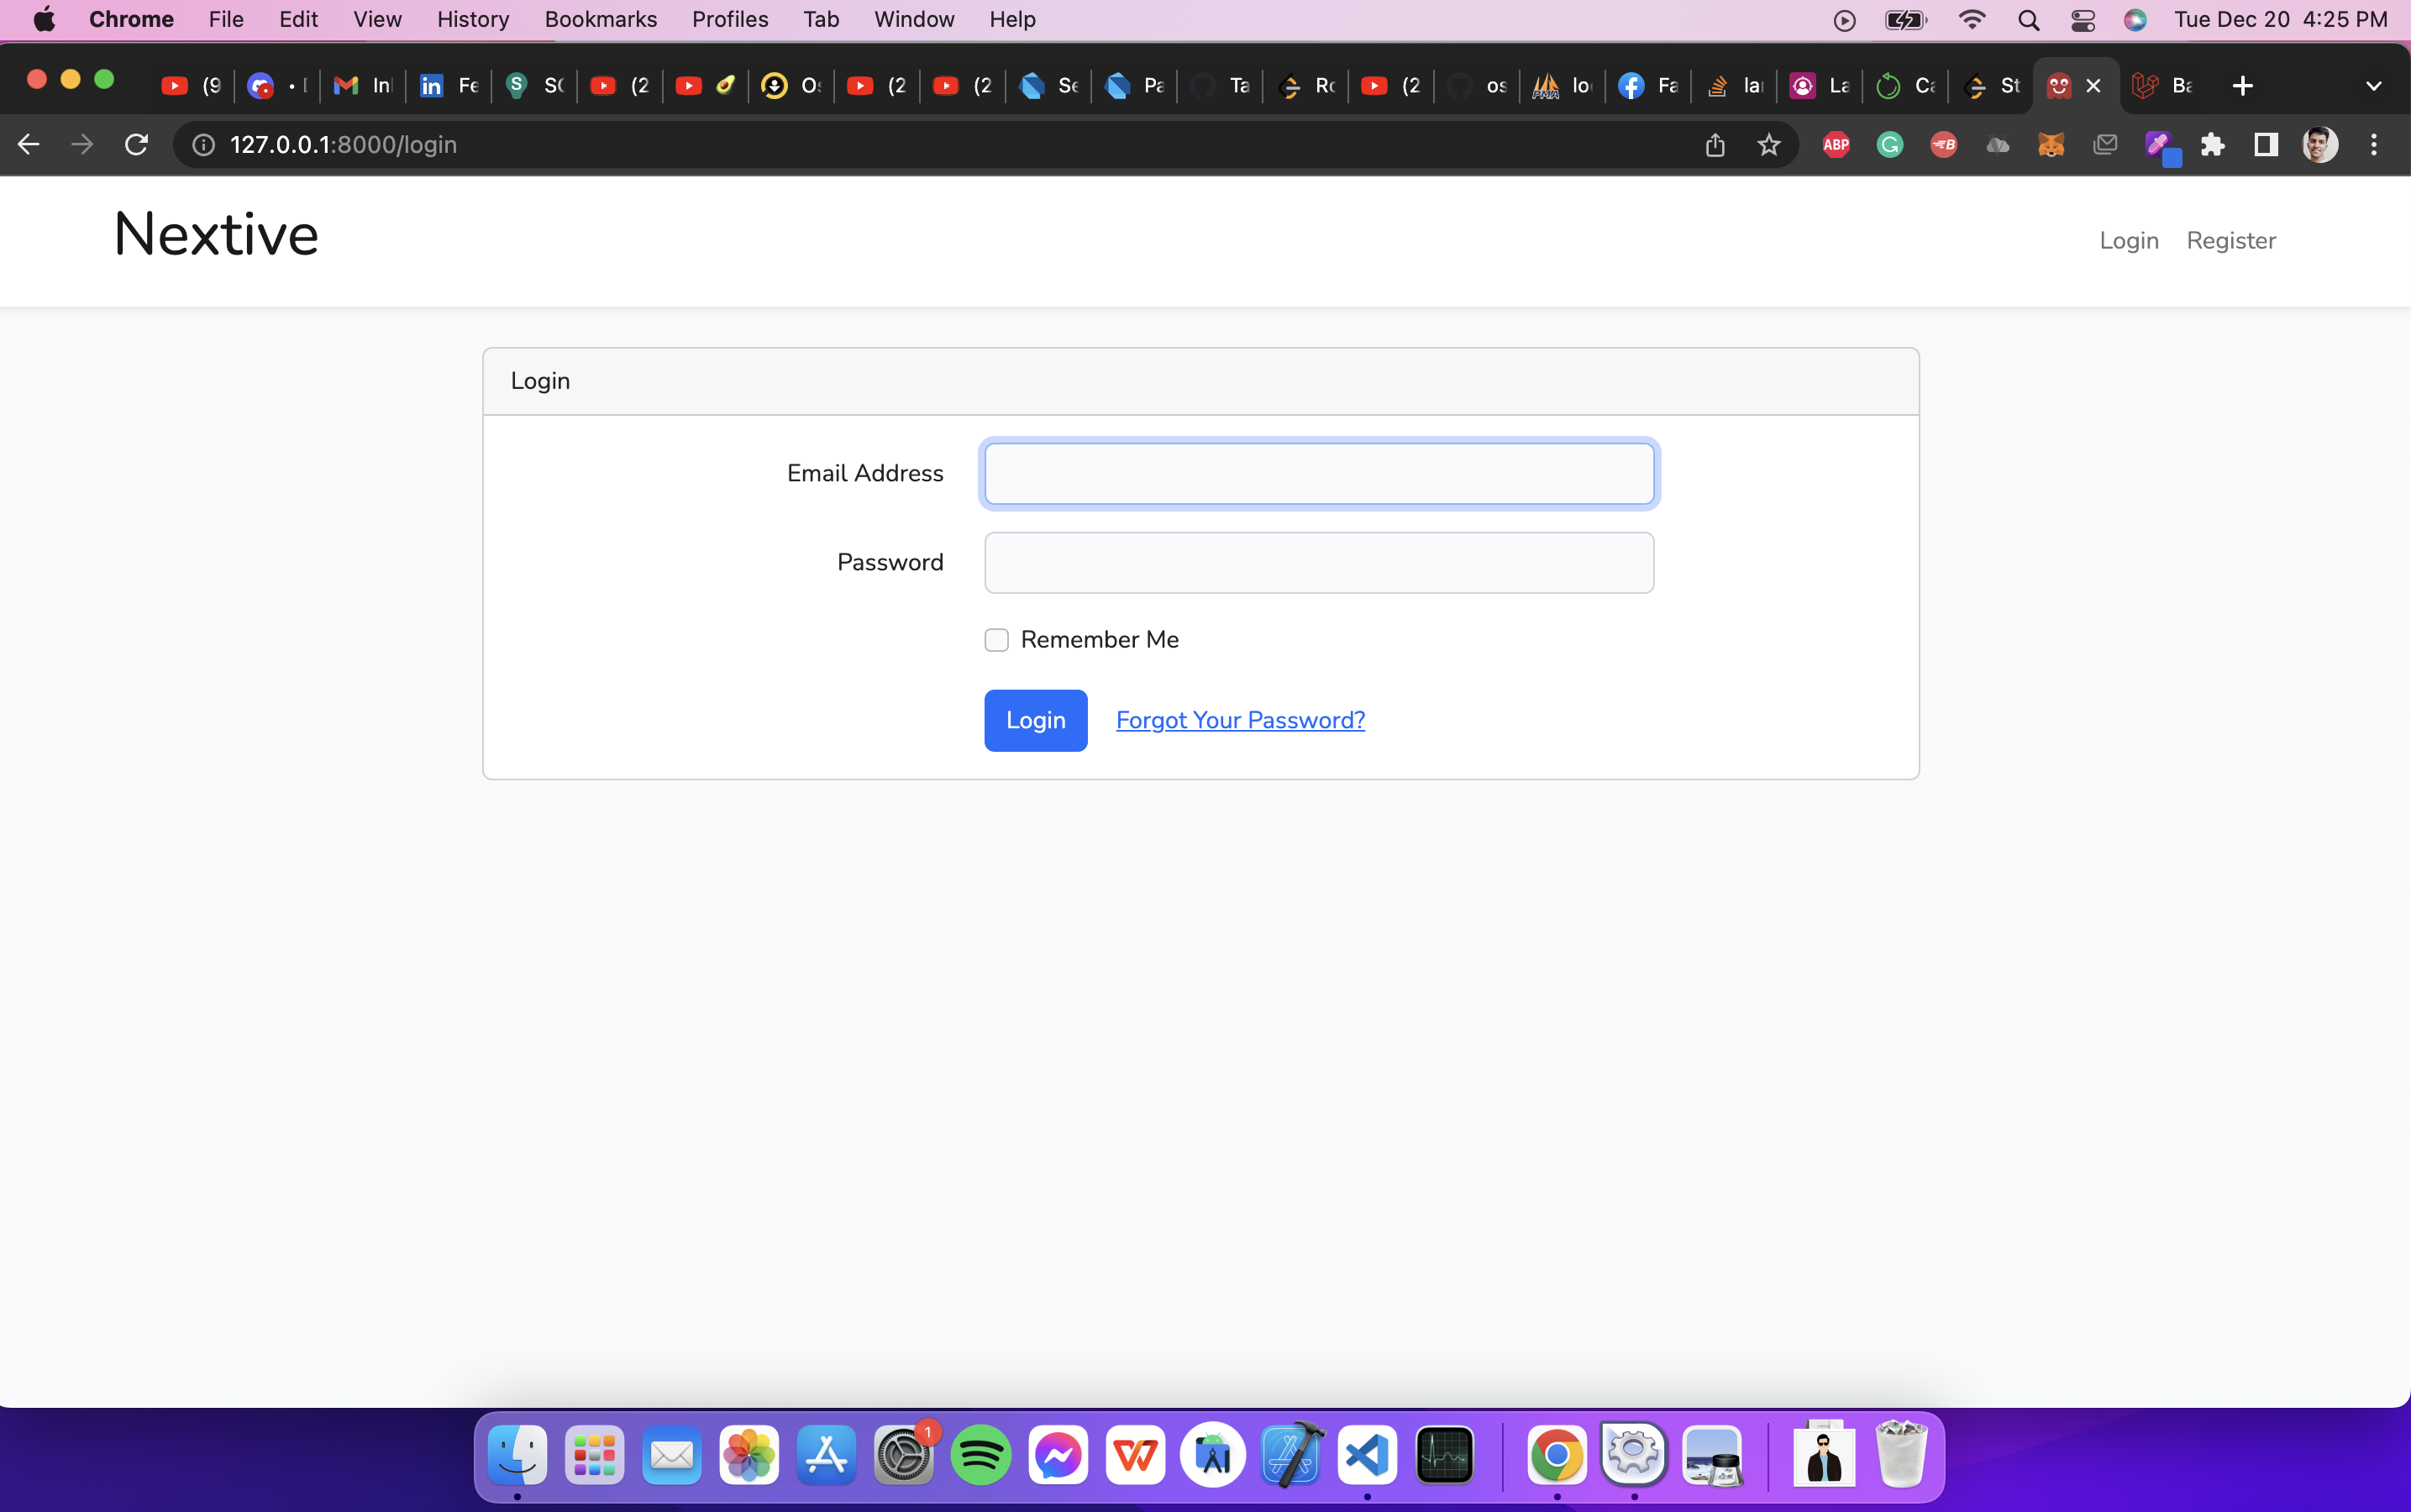 Chrome File Edit View History Bookmarks Profiles Tab Window Help Tue Dec 20 4:25 PM
(9 In Fe S SC (2 O (2 (2 Se Pa Ta Ro (2 os PMA lo Fa la La Ca St Ba
127.0.0.1:8000/login ABP G B
Nextive
Login Register
Login
Email Address
Password
Remember Me
Login Forgot Your Password?
1